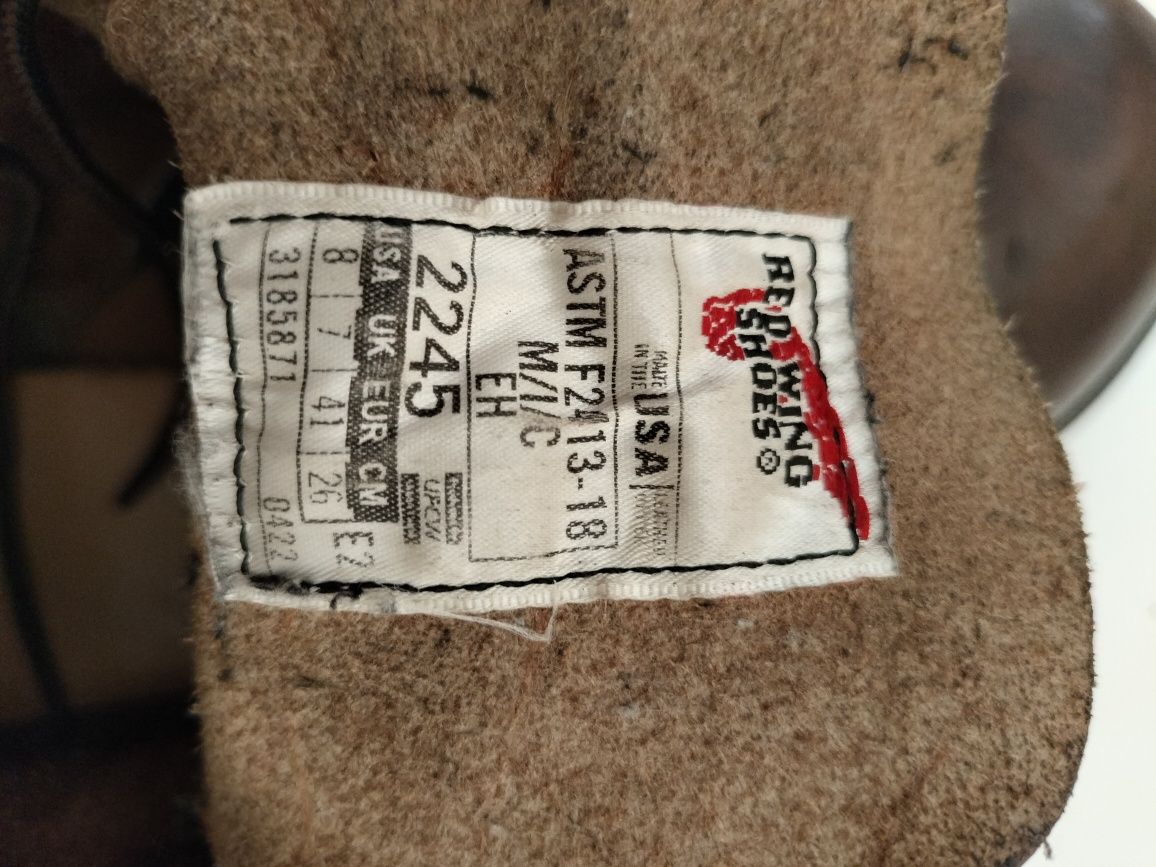 RED WING
SHOES®
MADE
IN THE USA
ASTM F2413-18
M/I/C
EH
2245
USA UK EUR CM
8 7 41 26 E2
3185871 0422